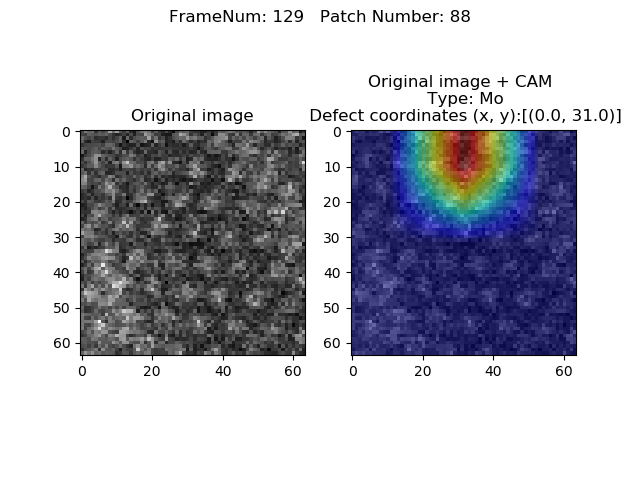 FrameNum: 129   Patch Number: 88
Original image
0
10
20
30
40
50
60
0 20 40 60
Original image + CAM
Type: Mo
Defect coordinates (x, y):[(0.0, 31.0)]
0
10
20
30
40
50
60
0 20 40 60